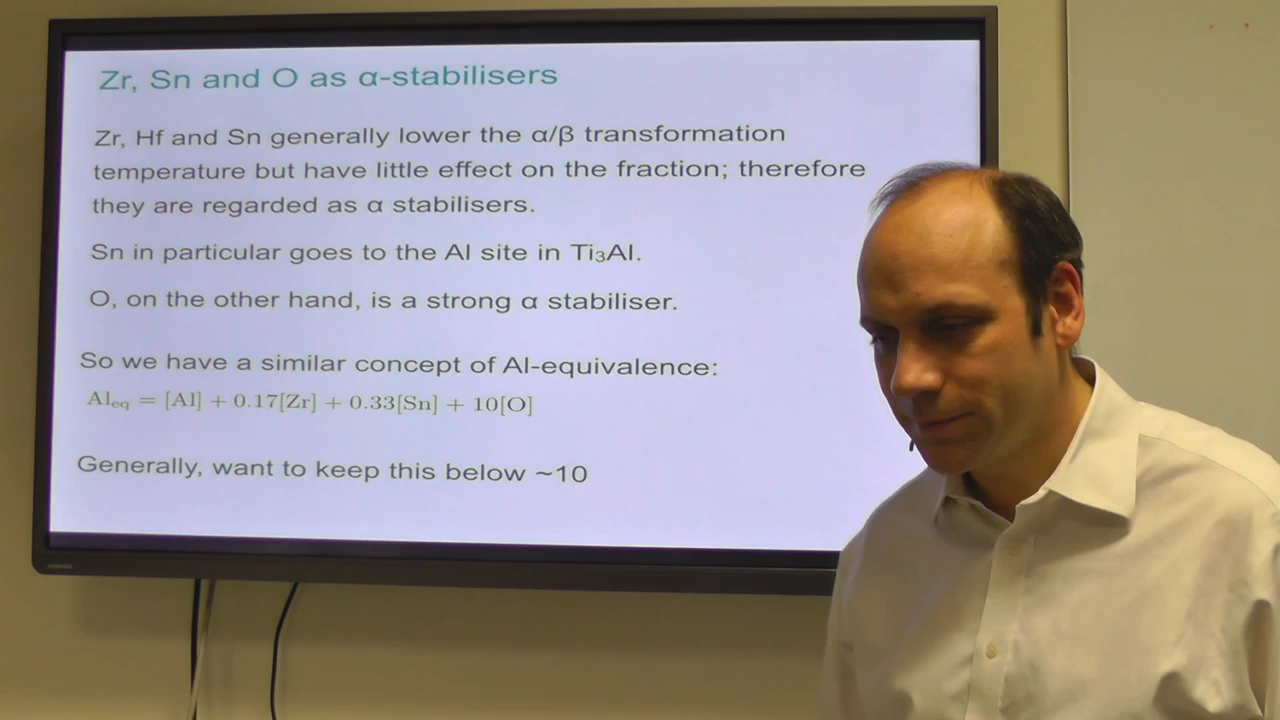 Zr, Sn and O as α-stabilisers
Zr, Hf and Sn generally lower the α/β transformation
temperature but have little effect on the fraction; therefore
they are regarded as α stabilisers.
Sn in particular goes to the Al site in Ti₃Al.
O, on the other hand, is a strong α stabiliser.
So we have a similar concept of Al-equivalence:
Alₑq = [Al] + 0.17[Zr] + 0.33[Sn] + 10[O]
Generally, want to keep this below ~10
TOSHIBA